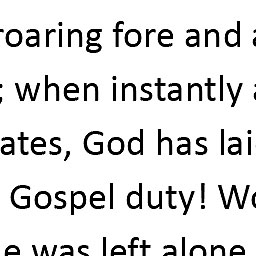 roaring fore and a
; when instantly a
ates, God has lai
Gospel duty! Wo
e was left alone